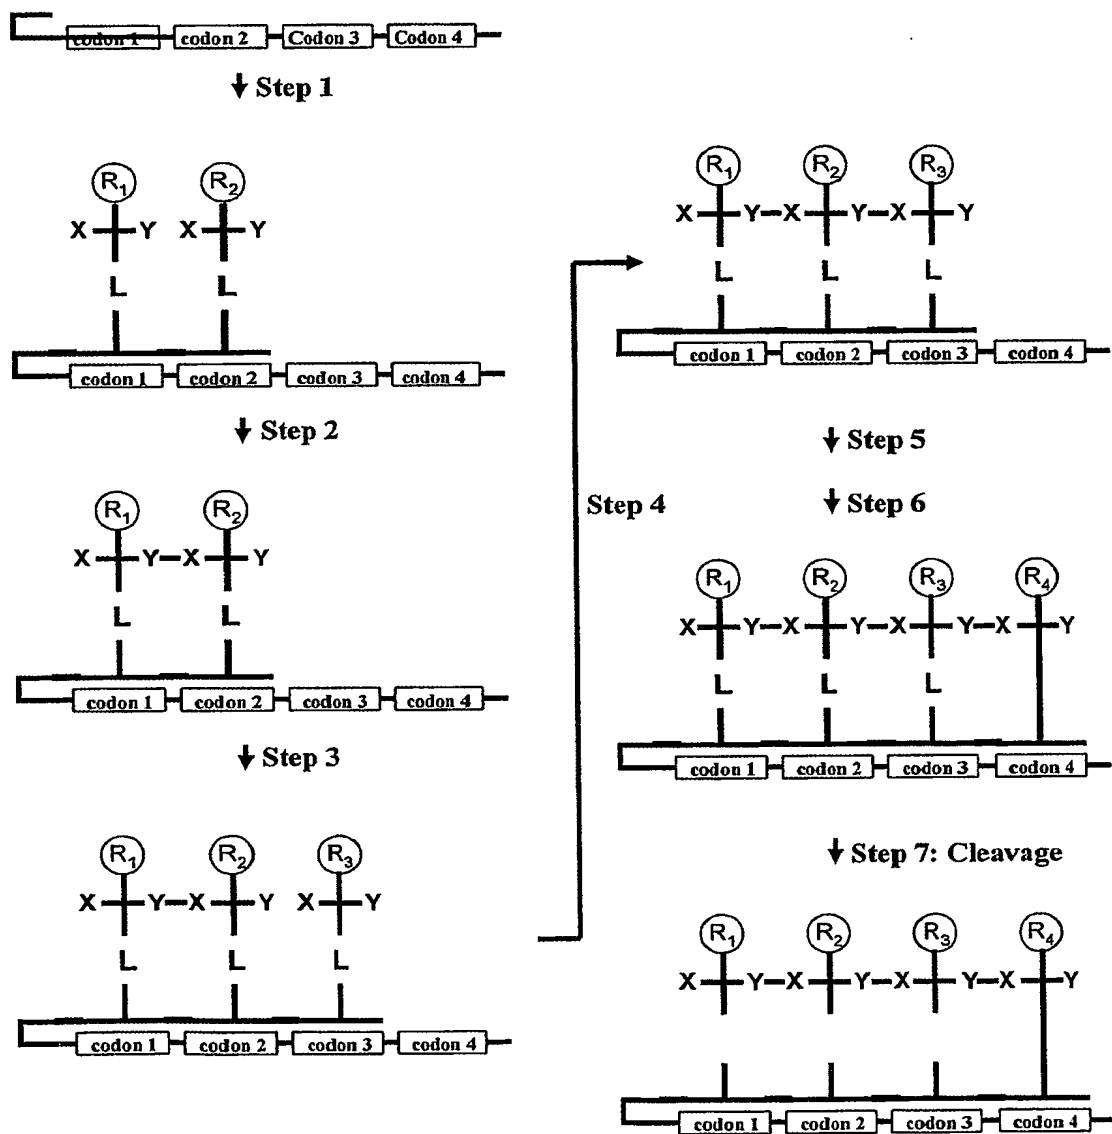 codon 1 codon 2 Codon 3 Codon 4
Step 1
R1 R2
X Y X Y
L L
codon 1 codon 2 codon 3 codon 4
Step 2
R1 R2
X Y X Y
L L
codon 1 codon 2 codon 3 codon 4
Step 3
R1 R2 R3
X Y X Y X Y
L L L
codon 1 codon 2 codon 3 codon 4
Step 4
R1 R2 R3
X Y X Y X Y
L L L
codon 1 codon 2 codon 3 codon 4
Step 5
Step 6
R1 R2 R3 R4
X Y X Y X Y X Y
L L L
codon 1 codon 2 codon 3 codon 4
Step 7: Cleavage
R1 R2 R3 R4
X Y X Y X Y X Y
codon 1 codon 2 codon 3 codon 4